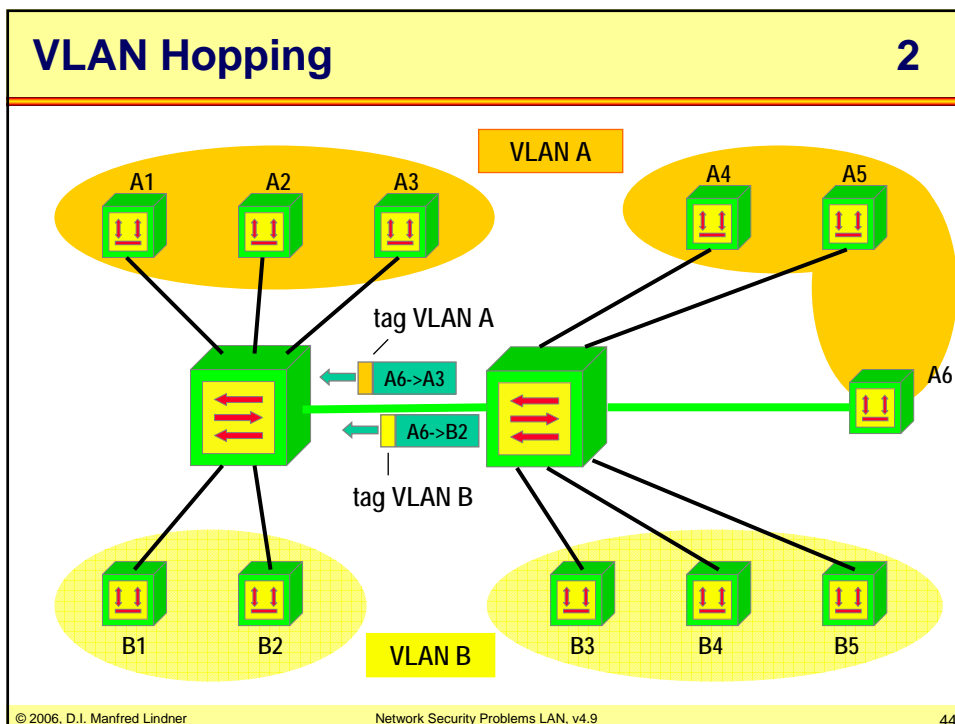 VLAN Hopping 2
VLAN A
A1 A2 A3 A4 A5
tag VLAN A
A6->A3
A6
A6->B2
tag VLAN B
B1 B2 B3 B4 B5
VLAN B
© 2006, D.I. Manfred Lindner Network Security Problems LAN, v4.9 44